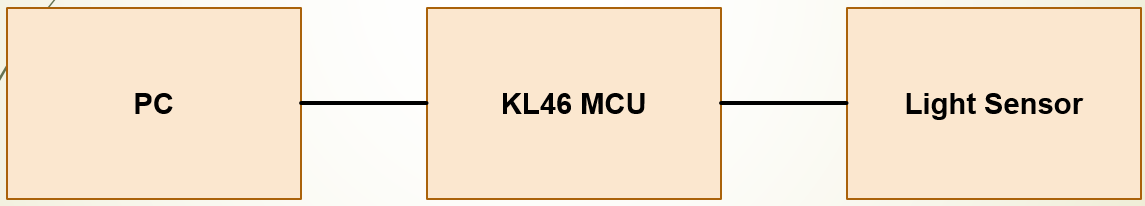 PC
KL46 MCU
Light Sensor